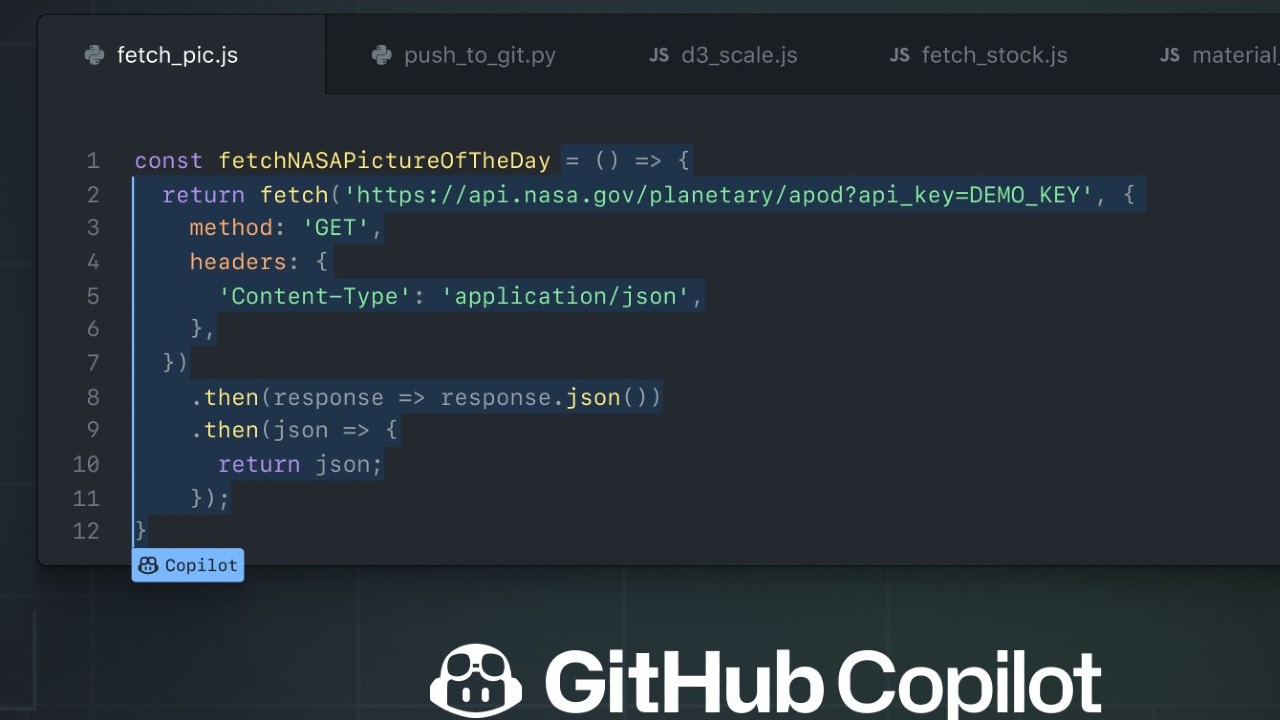 fetch_pic.js push_to_git.py JS d3_scale.js JS fetch_stock.js JS material_
1 const fetchNASAPictureOfTheDay = () => {
2 return fetch('https://api.nasa.gov/planetary/apod?api_key=DEMO_KEY', {
3 method: 'GET',
4 headers: {
5 'Content-Type': 'application/json',
6 },
7 })
8 .then(response => response.json())
9 .then(json => {
10 return json;
11 });
12 }
Copilot
GitHub Copilot